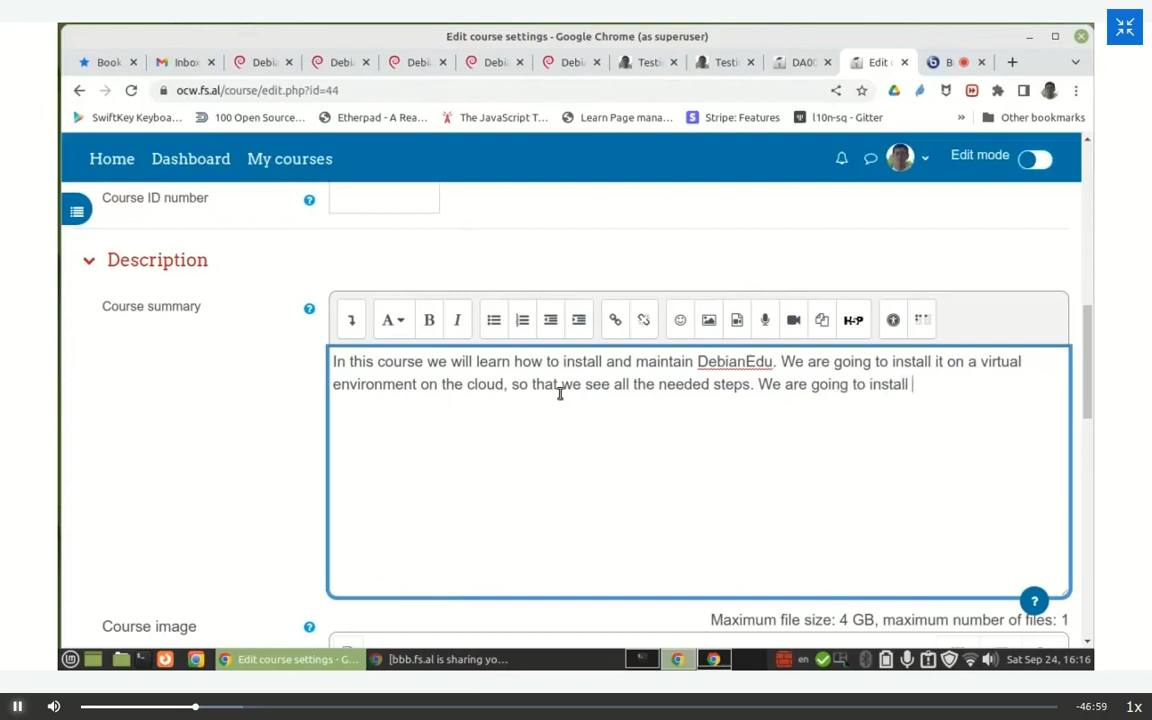 Edit course settings - Google Chrome (as superuser)
Book
Inbox
Debi
Debi
Debi
Debi
Debi
Testi
Testi
DA00
Edit
B
ocw.fs.al/course/edit.php?id=44
SwiftKey Keyboa... 100 Open Source... Etherpad - A Rea... The JavaScript T... Learn Page mana... Stripe: Features l10n-sq - Gitter » Other bookmarks
Home Dashboard My courses Edit mode
Course ID number
Description
Course summary
A B I H-P
In this course we will learn how to install and maintain DebianEdu. We are going to install it on a virtual
environment on the cloud, so that we see all the needed steps. We are going to install
?
Maximum file size: 4 GB, maximum number of files: 1
Course image
Edit course settings - G... [bbb.fs.al is sharing yo... en Sat Sep 24, 16:16
-46:59 1x